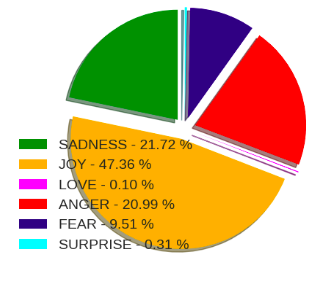 SADNESS - 21.72 %
JOY - 47.36 %
LOVE - 0.10 %
ANGER - 20.99 %
FEAR - 9.51 %
SURPRISE - 0.31 %